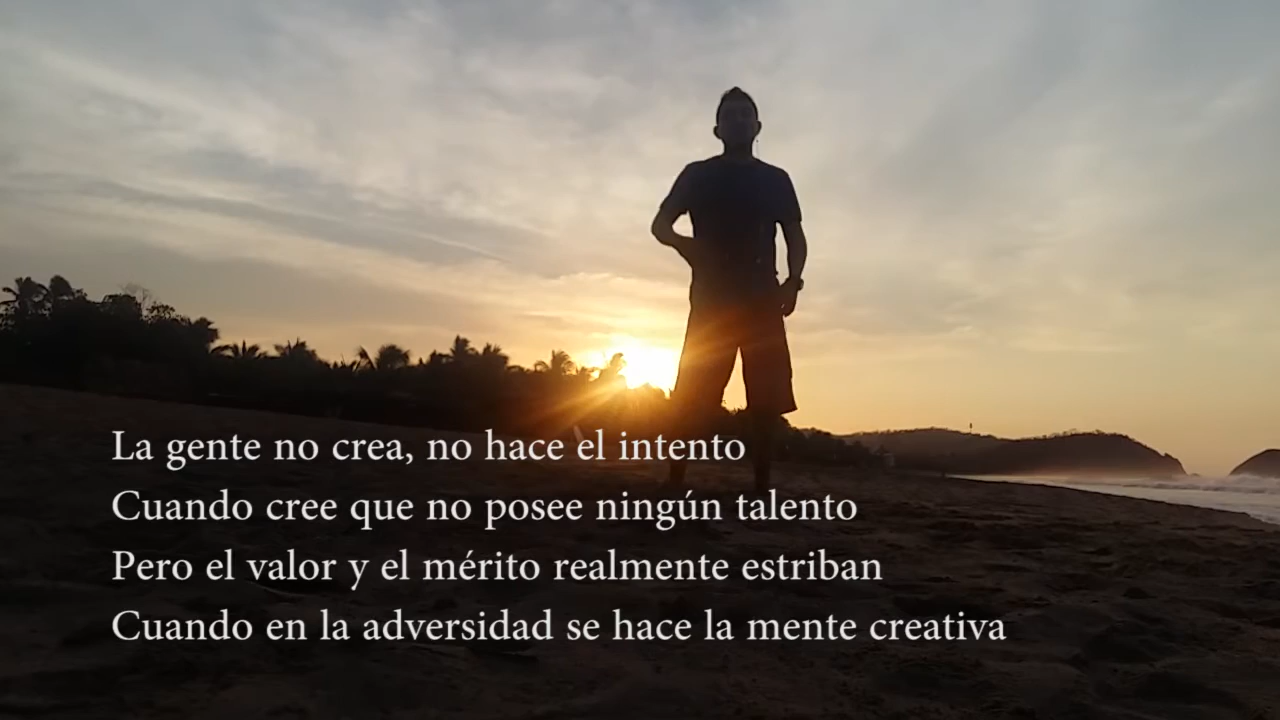 La gente no crea, no hace el intento
Cuando cree que no posee ningún talento
Pero el valor y el mérito realmente estriban
Cuando en la adversidad se hace la mente creativa